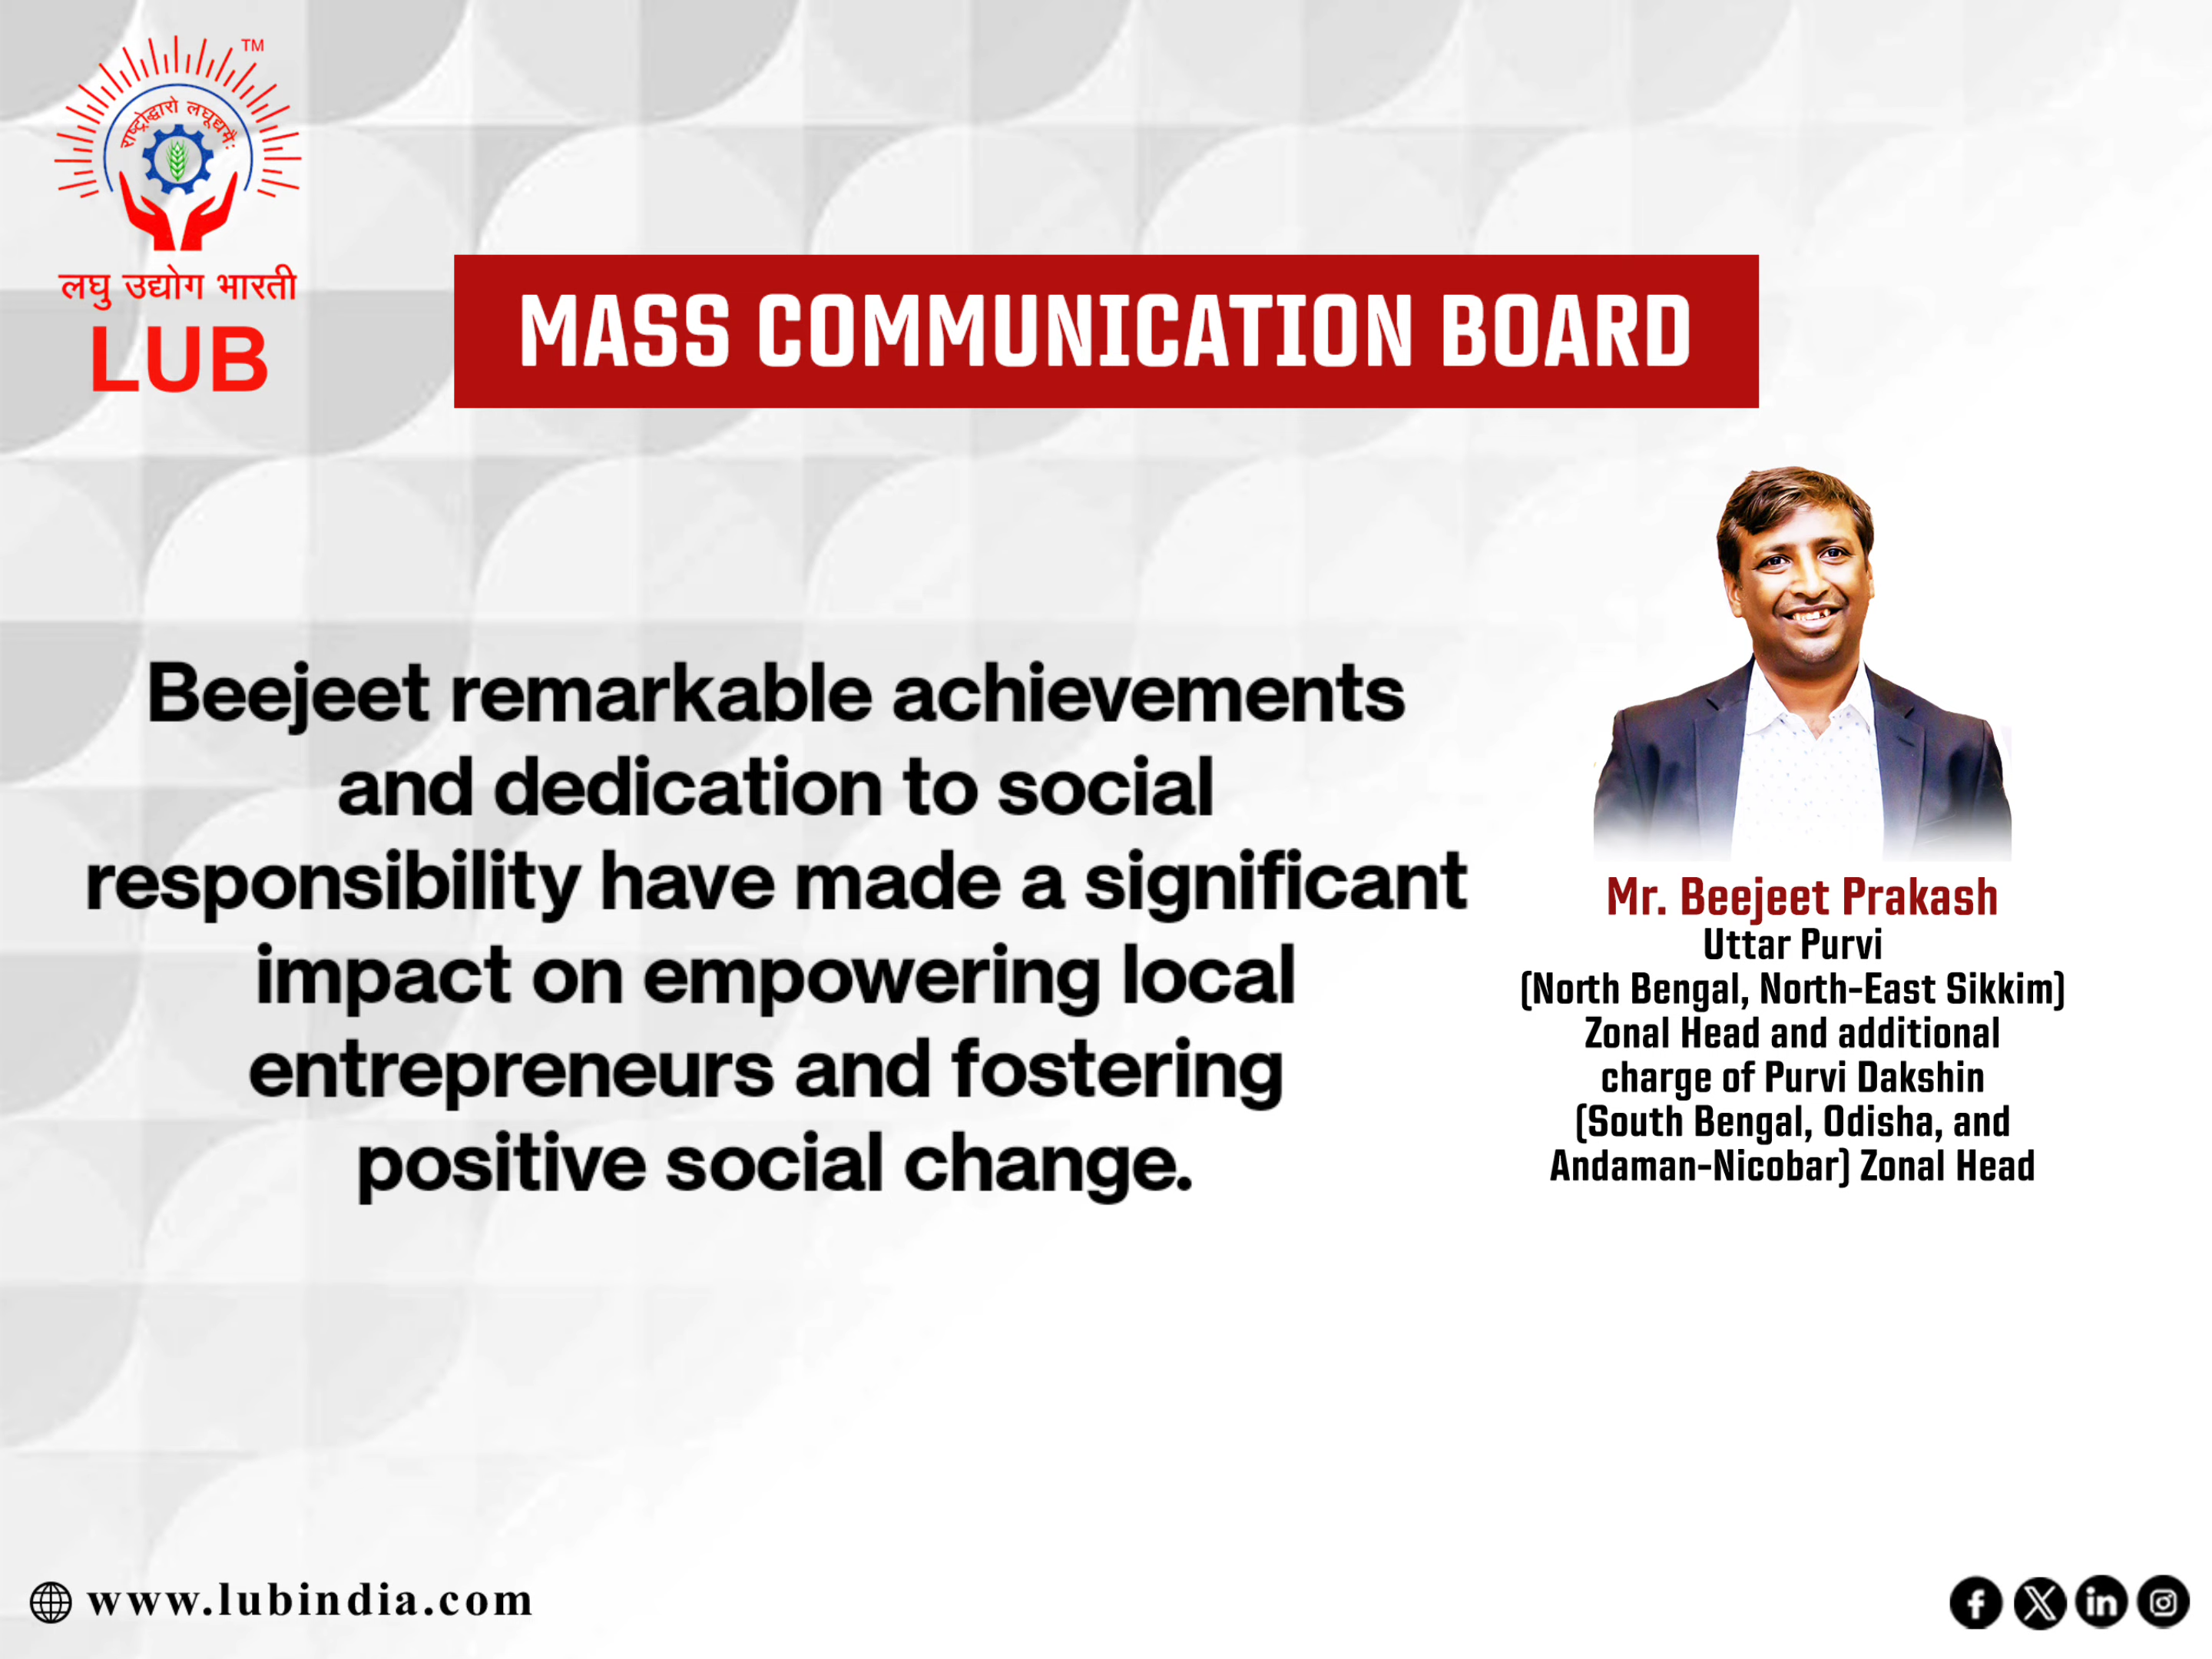 TM
राष्ट्रोद्धारो लघूद्यमैः
लघु उद्योग भारती
LUB
MASS COMMUNICATION BOARD
Beejeet remarkable achievements
and dedication to social
responsibility have made a significant
impact on empowering local
entrepreneurs and fostering
positive social change.
Mr. Beejeet Prakash
Uttar Purvi
(North Bengal, North-East Sikkim)
Zonal Head and additional
charge of Purvi Dakshin
(South Bengal, Odisha, and
Andaman-Nicobar) Zonal Head
www.lubindia.com